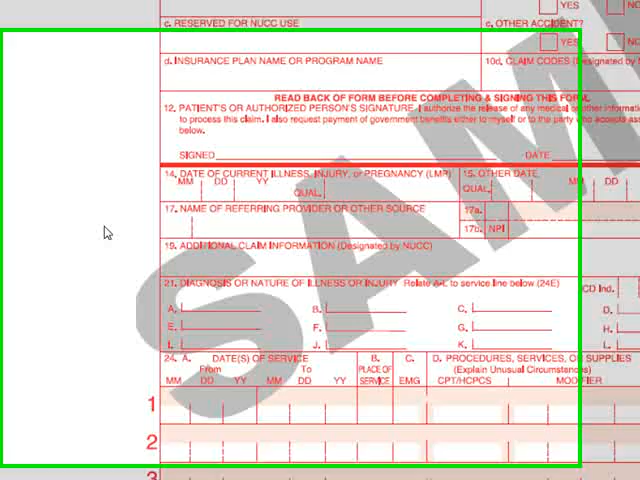 YES NO
c. RESERVED FOR NUCC USE c. OTHER ACCIDENT?
YES NO
d. INSURANCE PLAN NAME OR PROGRAM NAME 10d. CLAIM CODES (Designated by
READ BACK OF FORM BEFORE COMPLETING & SIGNING THIS FORM.
12. PATIENT'S OR AUTHORIZED PERSON'S SIGNATURE I authorize the release of any medical or other information
to process this claim. I also request payment of government benefits either to myself or to the party who accepts
below.
SIGNED DATE
14. DATE OF CURRENT ILLNESS, INJURY, or PREGNANCY (LMP) 15. OTHER DATE
MM DD YY QUAL. QUAL. MM DD
17. NAME OF REFERRING PROVIDER OR OTHER SOURCE 17a.
17b. NPI
19. ADDITIONAL CLAIM INFORMATION (Designated by NUCC)
21. DIAGNOSIS OR NATURE OF ILLNESS OR INJURY Relate A-L to service line below (24E) ICD Ind.
A. B. C. D.
E. F. G. H.
I. J. K. L.
24. A. DATE(S) OF SERVICE B. C. D. PROCEDURES, SERVICES, OR SUPPLIES
From To PLACE OF (Explain Unusual Circumstances)
MM DD YY MM DD YY SERVICE EMG CPT/HCPCS MODIFIER
1
2
3
SAM